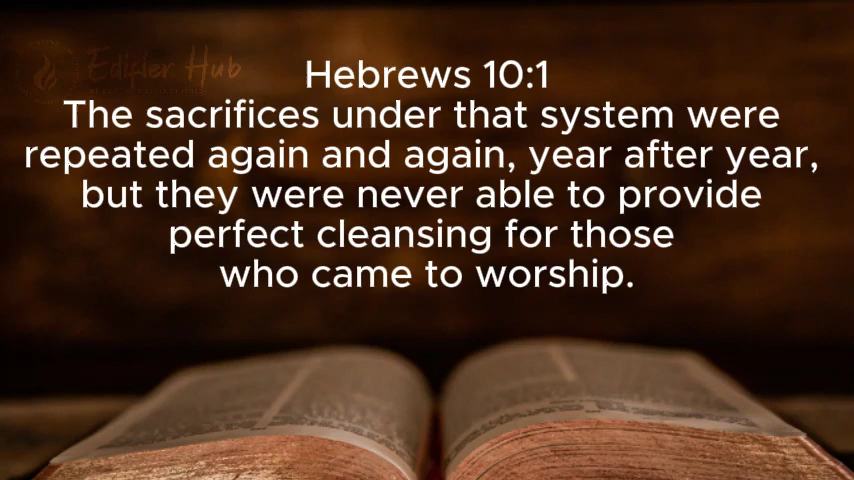 Edifier Hub
Hebrews 10:1
The sacrifices under that system were
repeated again and again, year after year,
but they were never able to provide
perfect cleansing for those
who came to worship.